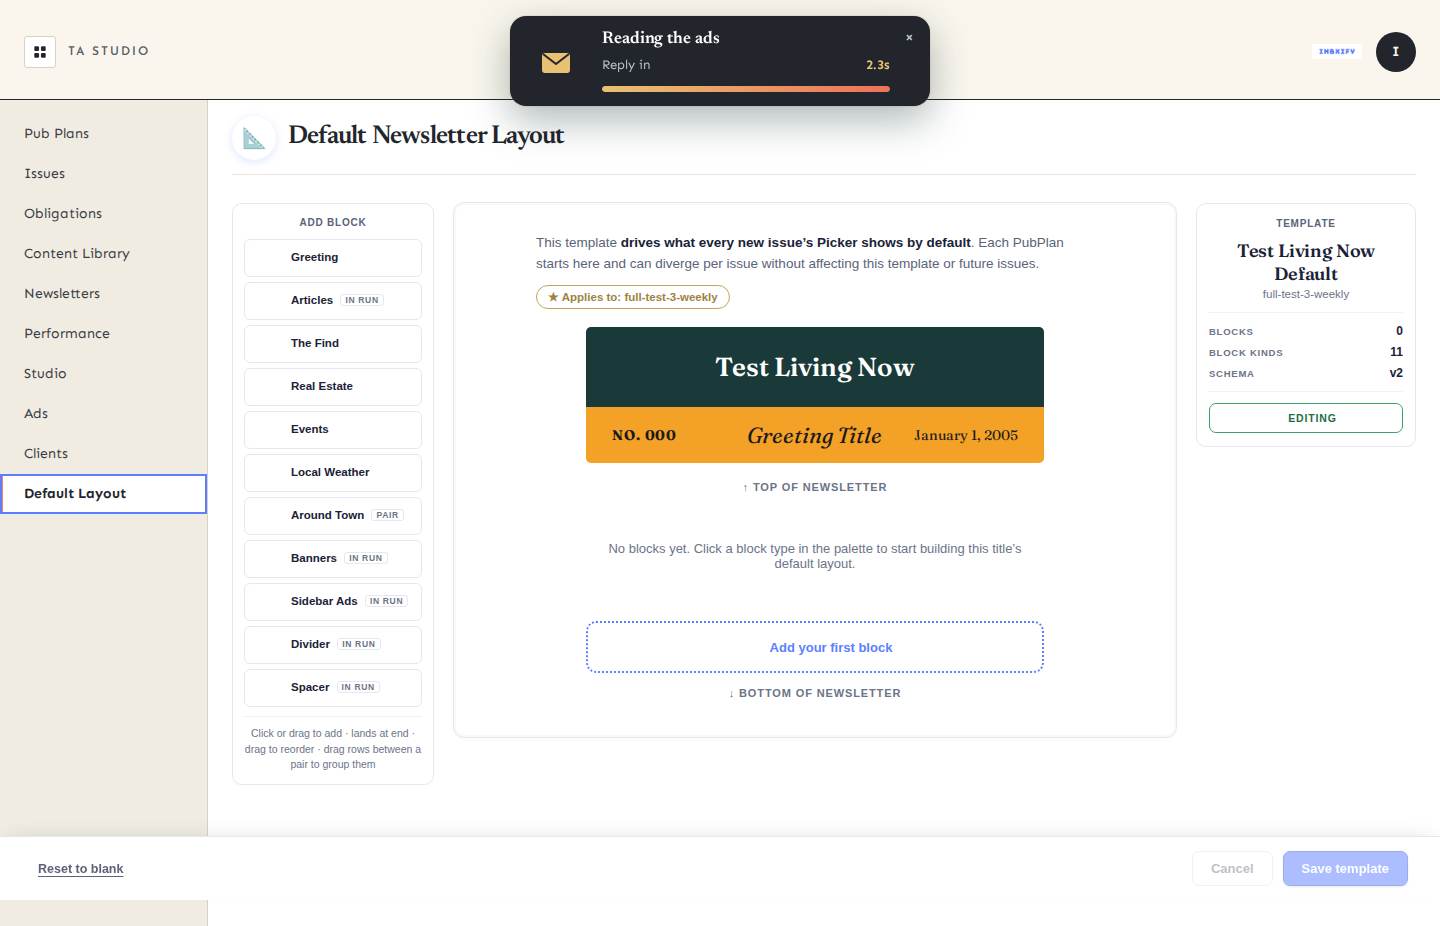 TA STUDIO
Reading the ads
×
Reply in
2.3s
INBXIFY
I
Pub Plans
Issues
Obligations
Content Library
Newsletters
Performance
Studio
Ads
Clients
Default Layout
Default Newsletter Layout
ADD BLOCK
Greeting
Articles IN RUN
The Find
Real Estate
Events
Local Weather
Around Town PAIR
Banners IN RUN
Sidebar Ads IN RUN
Divider IN RUN
Spacer IN RUN
Click or drag to add · lands at end ·
drag to reorder · drag rows between a
pair to group them
This template drives what every new issue’s Picker shows by default. Each PubPlan
starts here and can diverge per issue without affecting this template or future issues.
★ Applies to: full-test-3-weekly
Test Living Now
NO. 000 Greeting Title January 1, 2005
↑ TOP OF NEWSLETTER
No blocks yet. Click a block type in the palette to start building this title’s
default layout.
Add your first block
↓ BOTTOM OF NEWSLETTER
TEMPLATE
Test Living Now
Default
full-test-3-weekly
BLOCKS 0
BLOCK KINDS 11
SCHEMA v2
EDITING
Reset to blank
Cancel
Save template